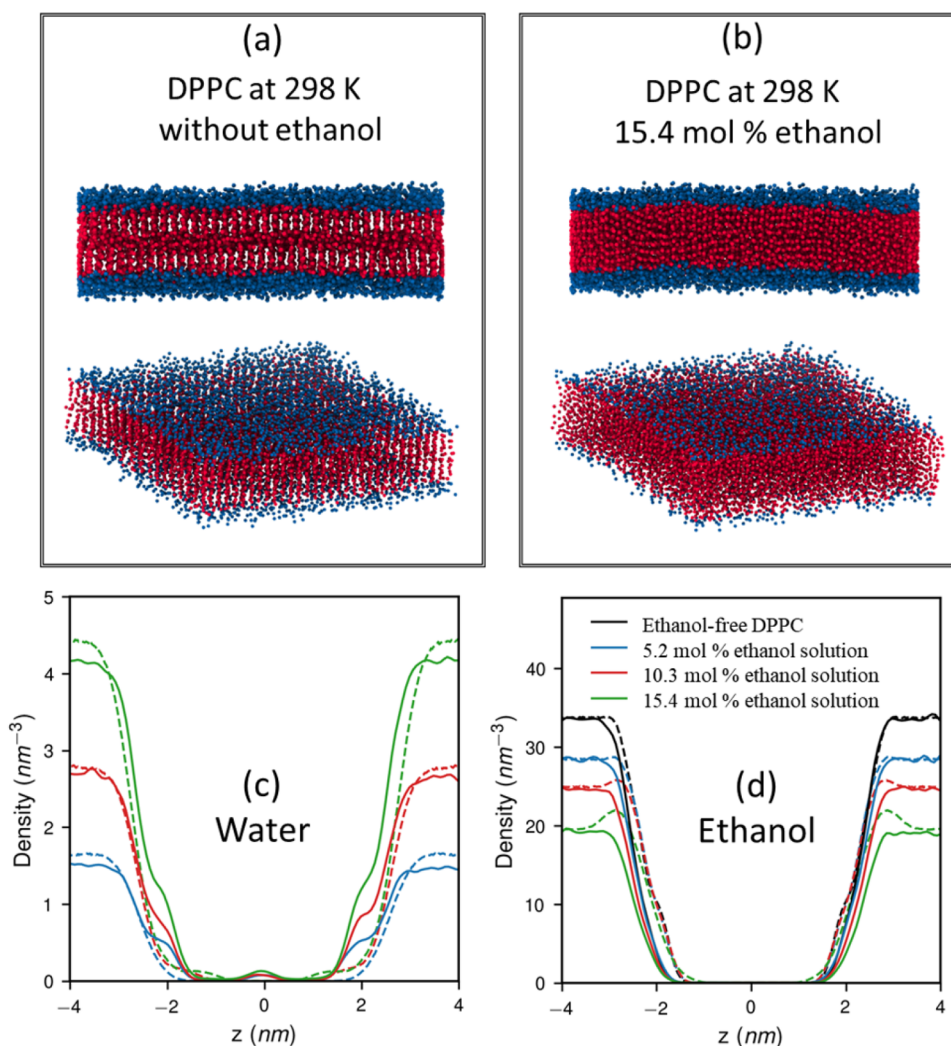 (a)
DPPC at 298 K
without ethanol
(b)
DPPC at 298 K
15.4 mol % ethanol
5
4
3
2
1
0
Density (nm⁻³)
(c)
Water
−4
−2
0
2
4
z (nm)
40
30
20
10
0
Density (nm⁻³)
Ethanol-free DPPC
5.2 mol % ethanol solution
10.3 mol % ethanol solution
15.4 mol % ethanol solution
(d)
Ethanol
−4
−2
0
2
4
z (nm)